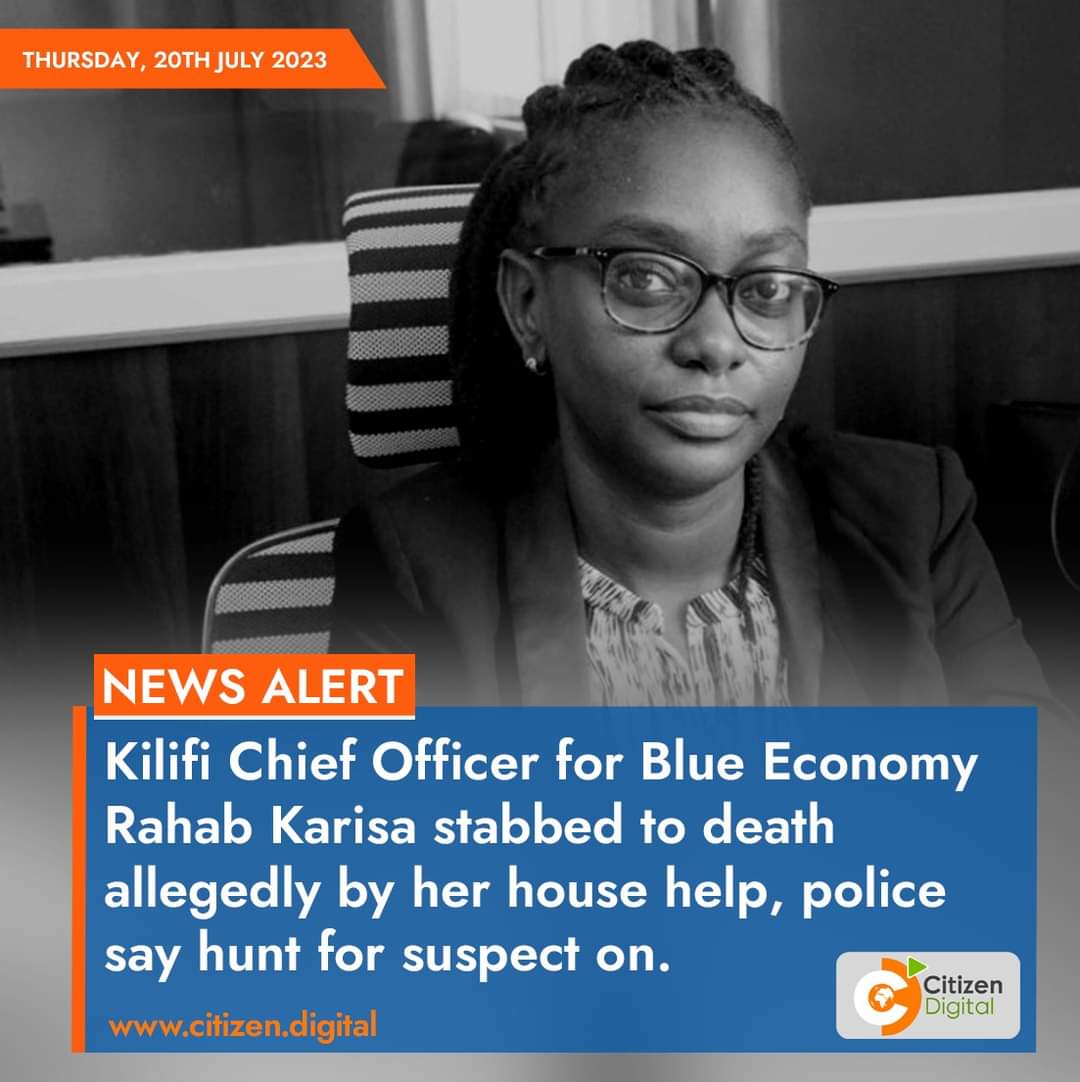 THURSDAY, 20TH JULY 2023
NEWS ALERT
Kilifi Chief Officer for Blue Economy
Rahab Karisa stabbed to death
allegedly by her house help, police
say hunt for suspect on.
www.citizen.digital
Citizen
Digital